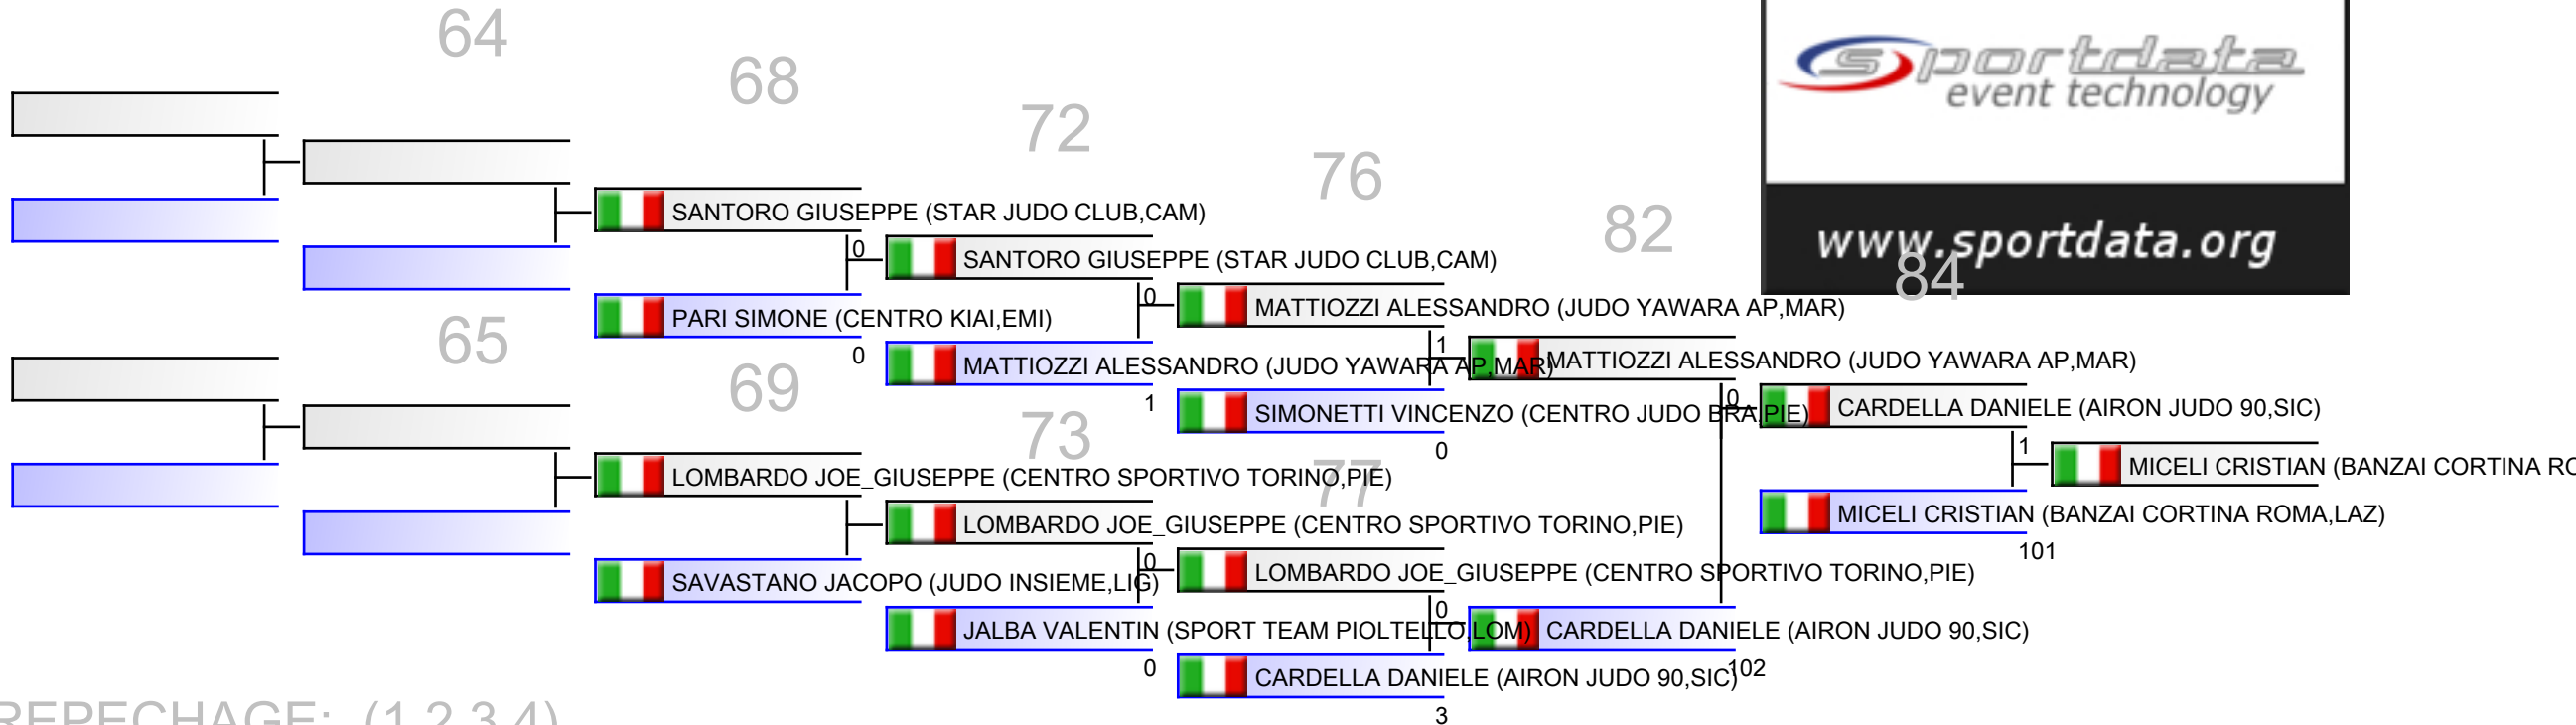 64
68
72
76
82
84
sportdata
event technology
www.sportdata.org
SANTORO GIUSEPPE (STAR JUDO CLUB,CAM)
0
SANTORO GIUSEPPE (STAR JUDO CLUB,CAM)
0
MATTIOZZI ALESSANDRO (JUDO YAWARA AP,MAR)
PARI SIMONE (CENTRO KIAI,EMI)
0
1
MATTIOZZI ALESSANDRO (JUDO YAWARA AP,MAR)
MATTIOZZI ALESSANDRO (JUDO YAWARA AP,MAR)
1
0
CARDELLA DANIELE (AIRON JUDO 90,SIC)
SIMONETTI VINCENZO (CENTRO JUDO BRA,PIE)
0
65
69
73
77
1
MICELI CRISTIAN (BANZAI CORTINA RO
LOMBARDO JOE_GIUSEPPE (CENTRO SPORTIVO TORINO,PIE)
MICELI CRISTIAN (BANZAI CORTINA ROMA,LAZ)
101
LOMBARDO JOE_GIUSEPPE (CENTRO SPORTIVO TORINO,PIE)
0
LOMBARDO JOE_GIUSEPPE (CENTRO SPORTIVO TORINO,PIE)
SAVASTANO JACOPO (JUDO INSIEME,LIG)
0
JALBA VALENTIN (SPORT TEAM PIOLTELLO,LOM)
CARDELLA DANIELE (AIRON JUDO 90,SIC)
0
102
CARDELLA DANIELE (AIRON JUDO 90,SIC)
3
REPECHAGE: (1,2,3,4)